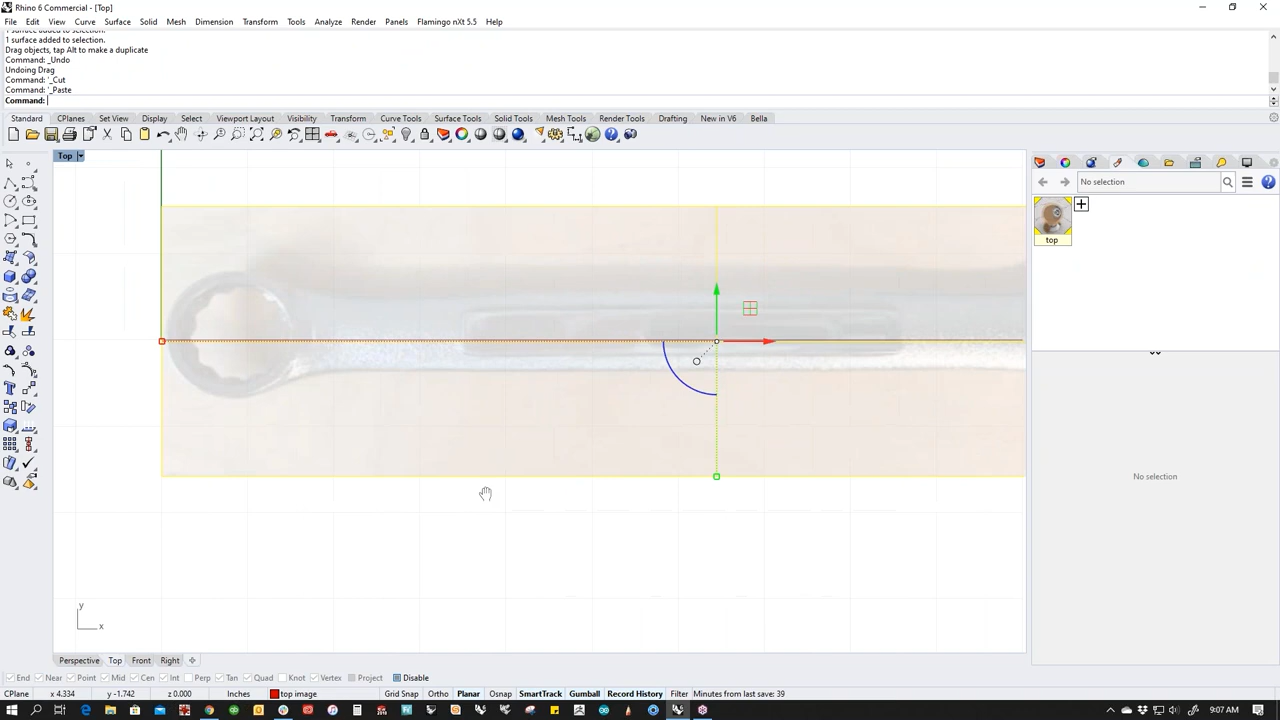 Rhino 6 Commercial - [Top]
File Edit View Curve Surface Solid Mesh Dimension Transform Tools Analyze Render Panels Flamingo nXt 5.5 Help
1 surface added to selection.
1 surface added to selection.
Drag objects, tap Alt to make a duplicate
Command: _Undo
Undoing Drag
Command: '_Cut
Command: '_Paste
Command:
Standard CPlanes Set View Display Select Viewport Layout Visibility Transform Curve Tools Surface Tools Solid Tools Mesh Tools Render Tools Drafting New in V6 Bella
Top
No selection
top
No selection
y
x
Perspective Top Front Right
End Near Point Mid Cen Int Perp Tan Quad Knot Vertex Project Disable
CPlane x 4.334 y -1.742 z 0.000 Inches top image Grid Snap Ortho Planar Osnap SmartTrack Gumball Record History Filter Minutes from last save: 39
9:07 AM